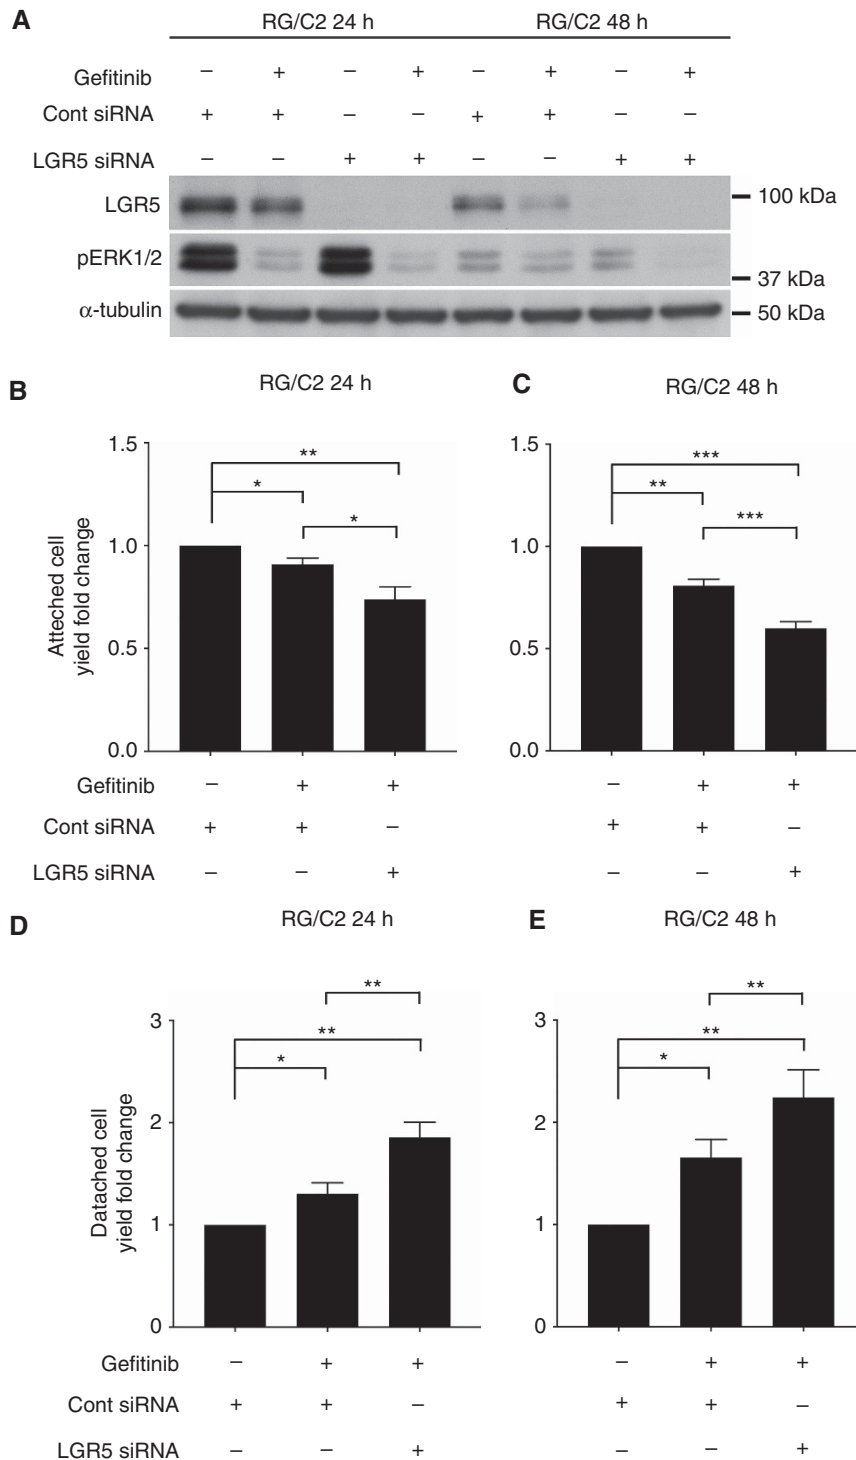 A
RG/C2 24 h RG/C2 48 h
Gefitinib – + – + – + – +
Cont siRNA + + – – + + – –
LGR5 siRNA – – + + – – + +
LGR5 100 kDa
pERK1/2
37 kDa
α-tubulin 50 kDa
B RG/C2 24 h
1.5
1.0
0.5
0.0
Atteched cell
yield fold change
**
*
*
Gefitinib – + +
Cont siRNA + + –
LGR5 siRNA – – +
C RG/C2 48 h
1.5
1.0
0.5
0.0
***
**
***
– + +
+ + –
– – +
D RG/C2 24 h
3
2
1
0
Datached cell
yield fold change
**
**
*
Gefitinib – + +
Cont siRNA + + –
LGR5 siRNA – – +
E RG/C2 48 h
3
2
1
0
**
**
*
– + +
+ + –
– – +